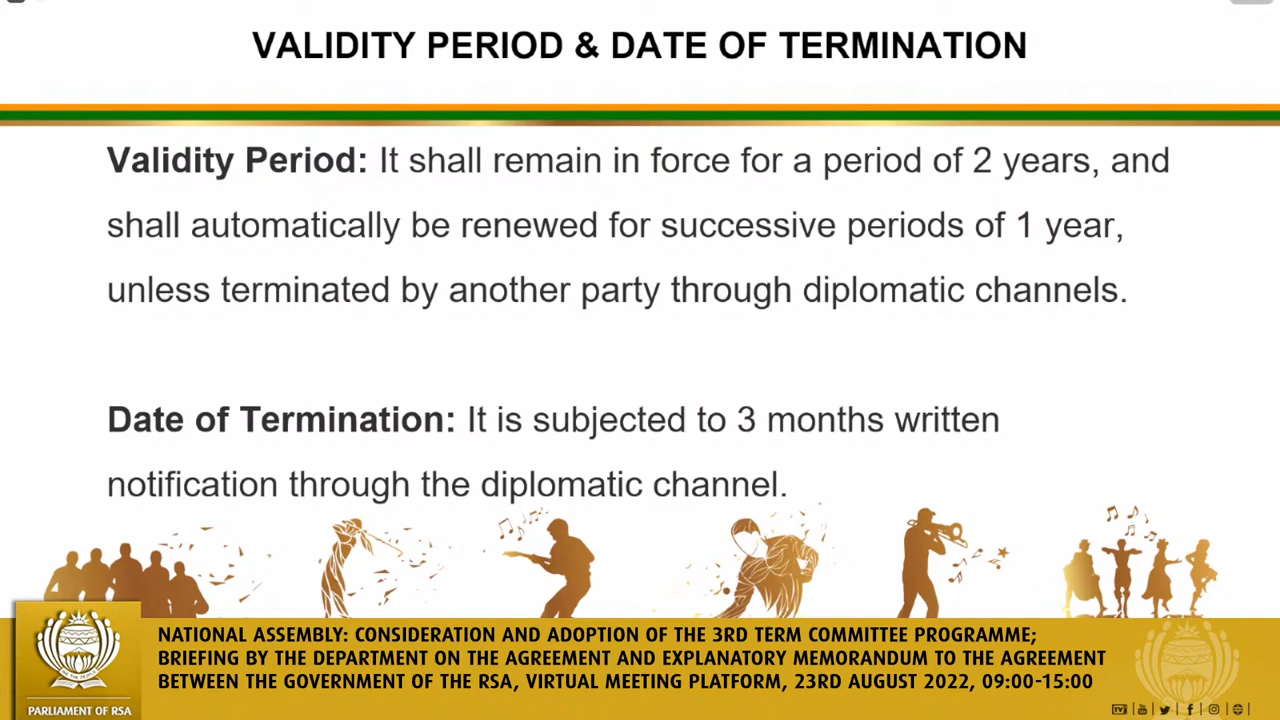 VALIDITY PERIOD & DATE OF TERMINATION
Validity Period: It shall remain in force for a period of 2 years, and
shall automatically be renewed for successive periods of 1 year,
unless terminated by another party through diplomatic channels.
Date of Termination: It is subjected to 3 months written
notification through the diplomatic channel.
NATIONAL ASSEMBLY: CONSIDERATION AND ADOPTION OF THE 3RD TERM COMMITTEE PROGRAMME;
BRIEFING BY THE DEPARTMENT ON THE AGREEMENT AND EXPLANATORY MEMORANDUM TO THE AGREEMENT
BETWEEN THE GOVERNMENT OF THE RSA, VIRTUAL MEETING PLATFORM, 23RD AUGUST 2022, 09:00-15:00
PARLIAMENT OF RSA